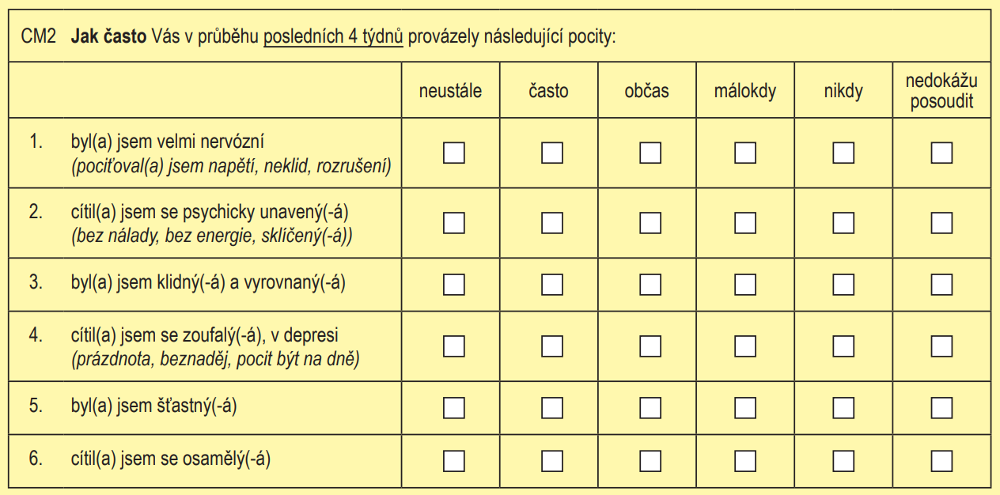 CM2 Jak často Vás v průběhu posledních 4 týdnů provázely následující pocity:
neustále často občas málokdy nikdy nedokážu
posoudit
1. byl(a) jsem velmi nervózní
(pociťoval(a) jsem napětí, neklid, rozrušení)
2. cítil(a) jsem se psychicky unavený(-á)
(bez nálady, bez energie, sklíčený(-á))
3. byl(a) jsem klidný(-á) a vyrovnaný(-á)
4. cítil(a) jsem se zoufalý(-á), v depresi
(prázdnota, beznaděj, pocit být na dně)
5. byl(a) jsem šťastný(-á)
6. cítil(a) jsem se osamělý(-á)